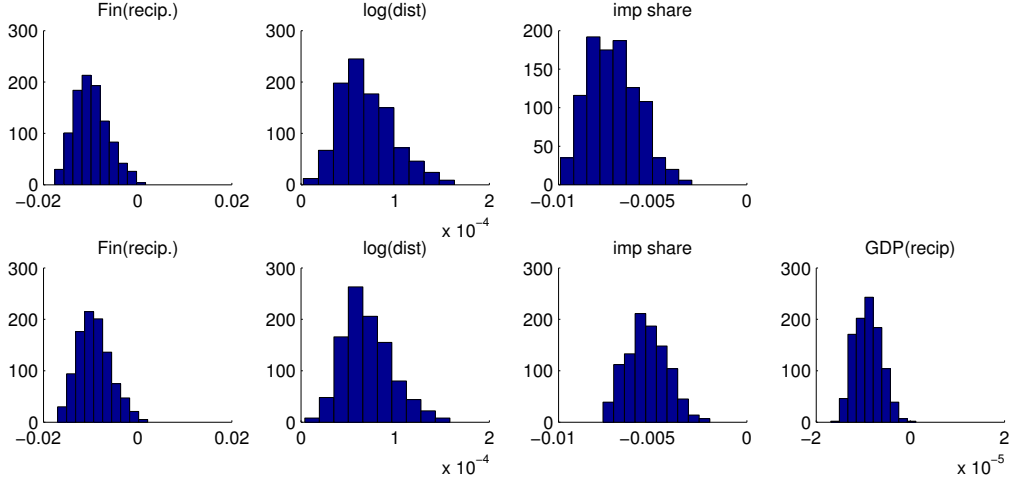 Fin(recip.) log(dist) imp share
300 300 200
200 200 150
100 100 100
50
0 0 0
−0.02 0 0.02 0 1 2 −0.01 −0.005 0
x 10−4
Fin(recip.) log(dist) imp share GDP(recip)
300 300 300 300
200 200 200 200
100 100 100 100
0 0 0 0
−0.02 0 0.02 0 1 2 −0.01 −0.005 0 −2 0 2
x 10−4 x 10−5